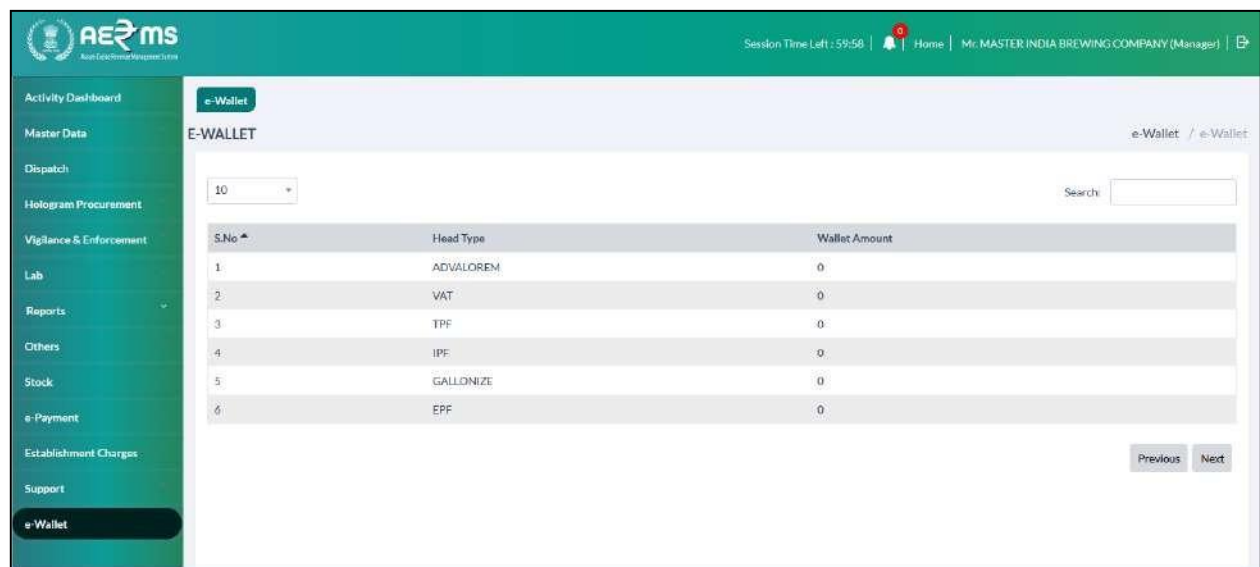 AERMS
Session Time Left : 59:58 | 0 | Home | Mr. MASTER INDIA BREWING COMPANY (Manager) |
Activity Dashboard
Master Data
Dispatch
Hologram Procurement
Vigilance & Enforcement
Lab
Reports
Others
Stock
e-Payment
Establishment Charges
Support
e-Wallet
e-Wallet
E-WALLET
e-Wallet / e-Wallet
10
Search:
S.No Head Type Wallet Amount
1 ADVALOREM 0
2 VAT 0
3 TPF 0
4 IPF 0
5 GALLONIZE 0
6 EPF 0
Previous Next